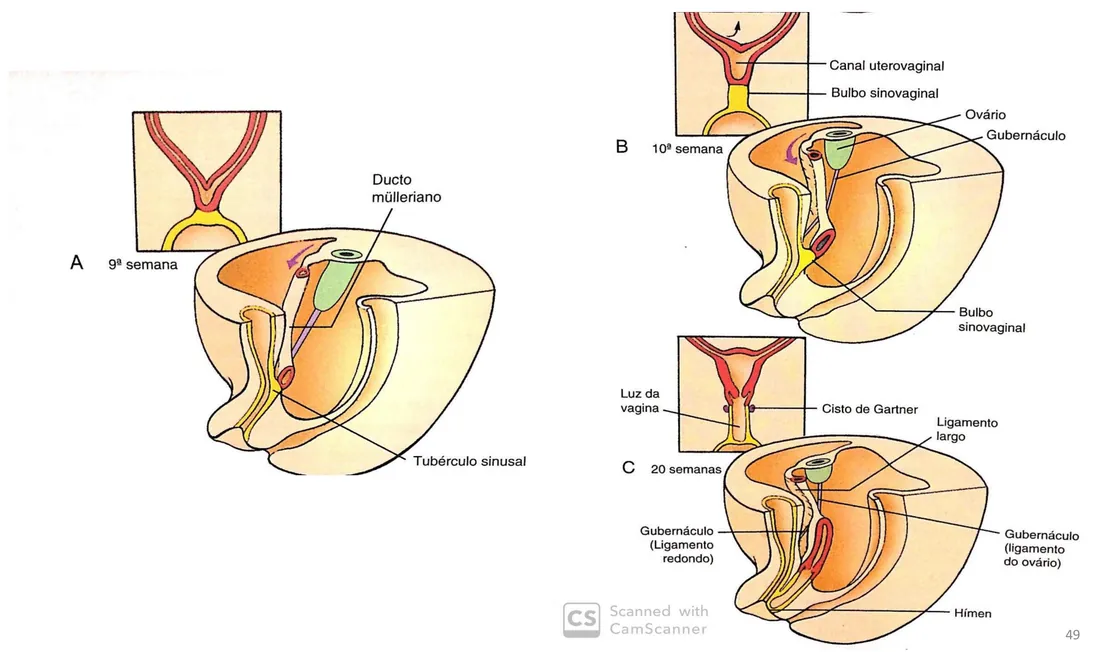 Ducto
mülleriano
A
9ª semana
Tubérculo sinusal
Canal uterovaginal
Bulbo sinovaginal
Ovário
Gubernáculo
B
10ª semana
Bulbo
sinovaginal
Luz da
vagina
Cisto de Gartner
Ligamento
largo
C
20 semanas
Gubernáculo
(Ligamento
redondo)
Gubernáculo
(ligamento
do ovário)
Hímen
CS
Scanned with
CamScanner
49